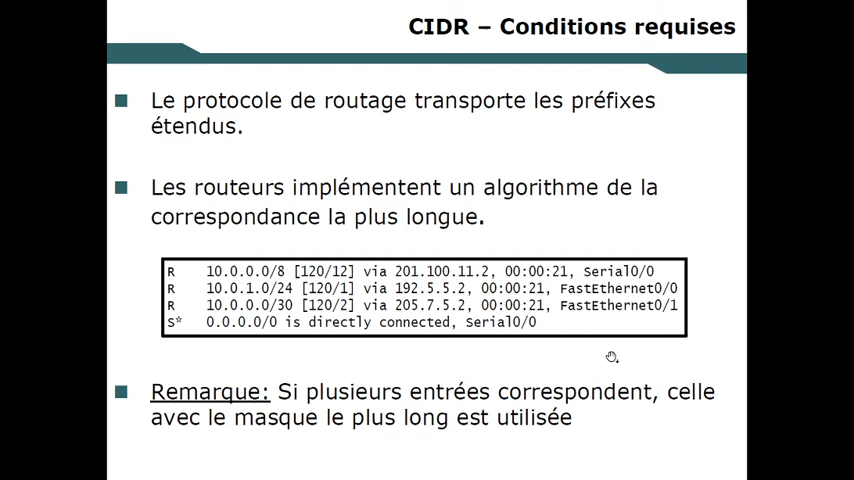 CIDR – Conditions requises
Le protocole de routage transporte les préfixes
étendus.
Les routeurs implémentent un algorithme de la
correspondance la plus longue.
R 10.0.0.0/8 [120/12] via 201.100.11.2, 00:00:21, Serial0/0
R 10.0.1.0/24 [120/1] via 192.5.5.2, 00:00:21, FastEthernet0/0
R 10.0.0.0/30 [120/2] via 205.7.5.2, 00:00:21, FastEthernet0/1
S* 0.0.0.0/0 is directly connected, Serial0/0
Remarque: Si plusieurs entrées correspondent, celle
avec le masque le plus long est utilisée